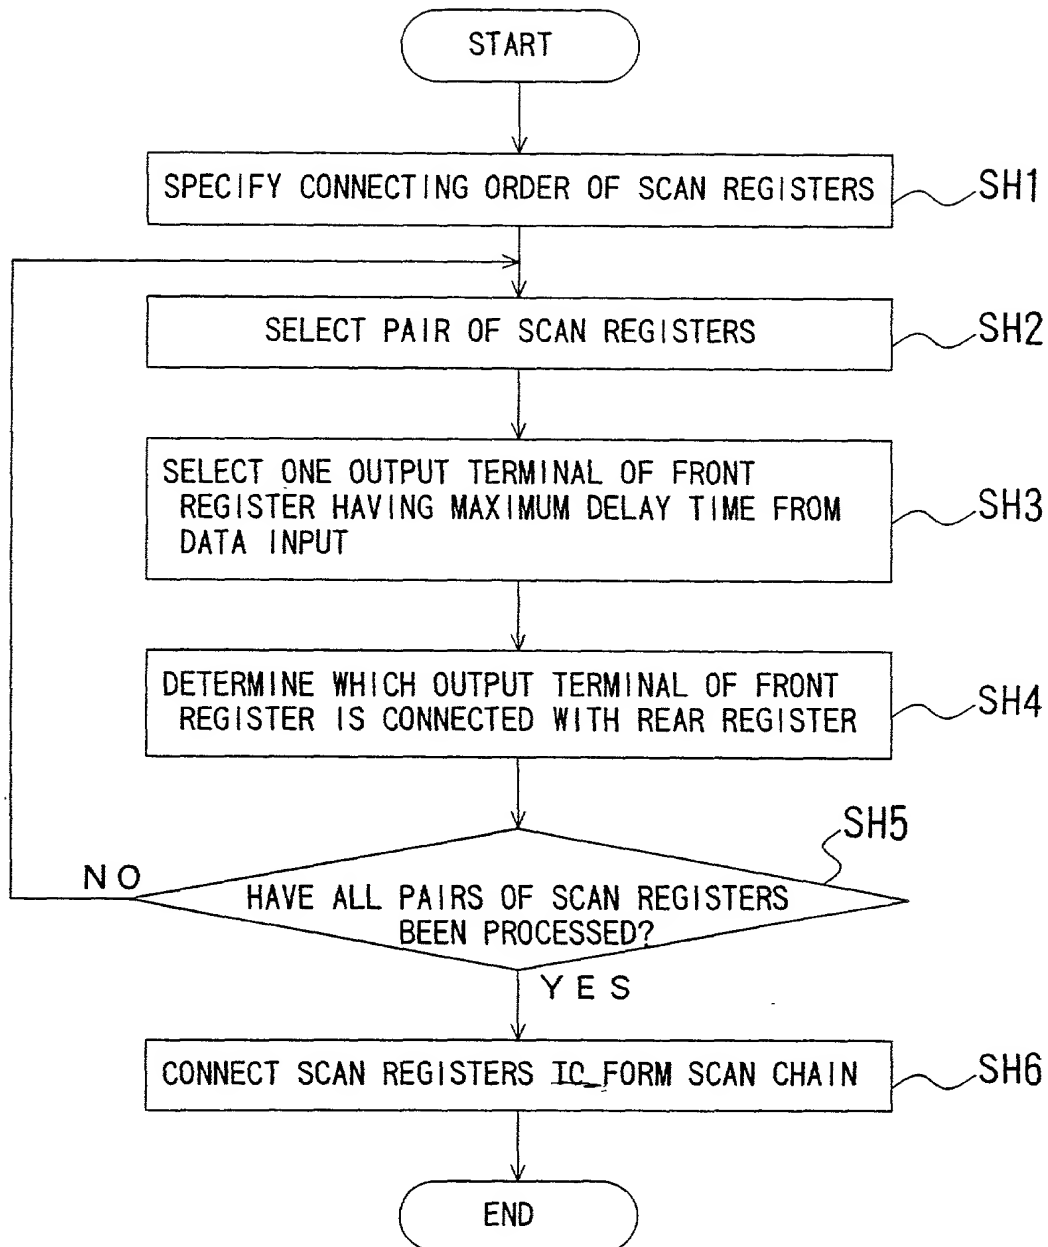 START
SPECIFY CONNECTING ORDER OF SCAN REGISTERS
SH1
SELECT PAIR OF SCAN REGISTERS
SH2
SELECT ONE OUTPUT TERMINAL OF FRONT
REGISTER HAVING MAXIMUM DELAY TIME FROM
DATA INPUT
SH3
DETERMINE WHICH OUTPUT TERMINAL OF FRONT
REGISTER IS CONNECTED WITH REAR REGISTER
SH4
SH5
NO
HAVE ALL PAIRS OF SCAN REGISTERS
BEEN PROCESSED?
YES
CONNECT SCAN REGISTERS IC FORM SCAN CHAIN
SH6
END